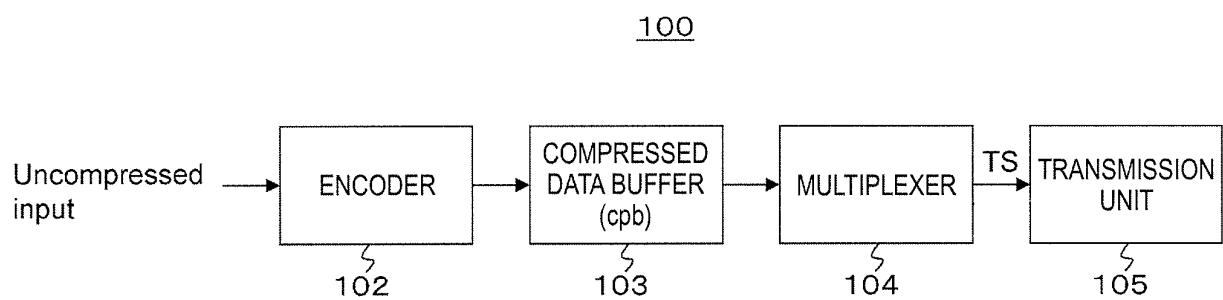 100
Uncompressed
input
ENCODER
COMPRESSED
DATA BUFFER
(cpb)
MULTIPLEXER
TS
TRANSMISSION
UNIT
102
103
104
105